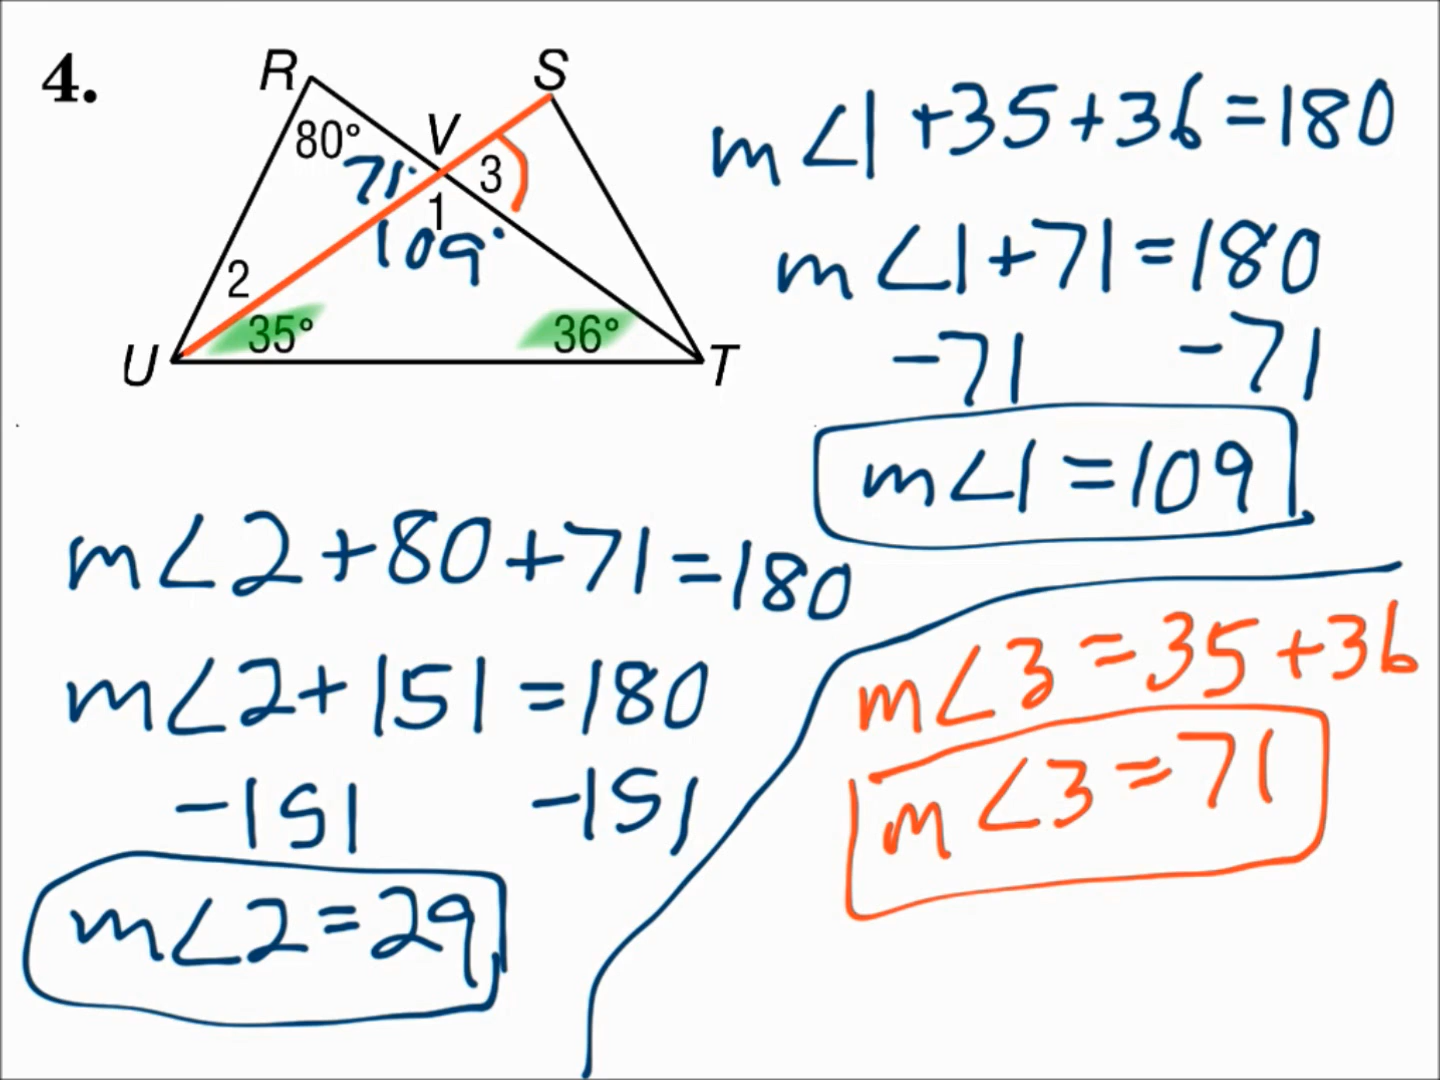 4.
R
S
V
80°
71°
3
1
109°
2
35°
36°
U
T
m∠1 +35+36=180
m∠1+71=180
-71 -71
m∠1=109
m∠2+80+71=180
m∠2+151=180
-151 -151
m∠2=29
m∠3=35+36
m∠3=71